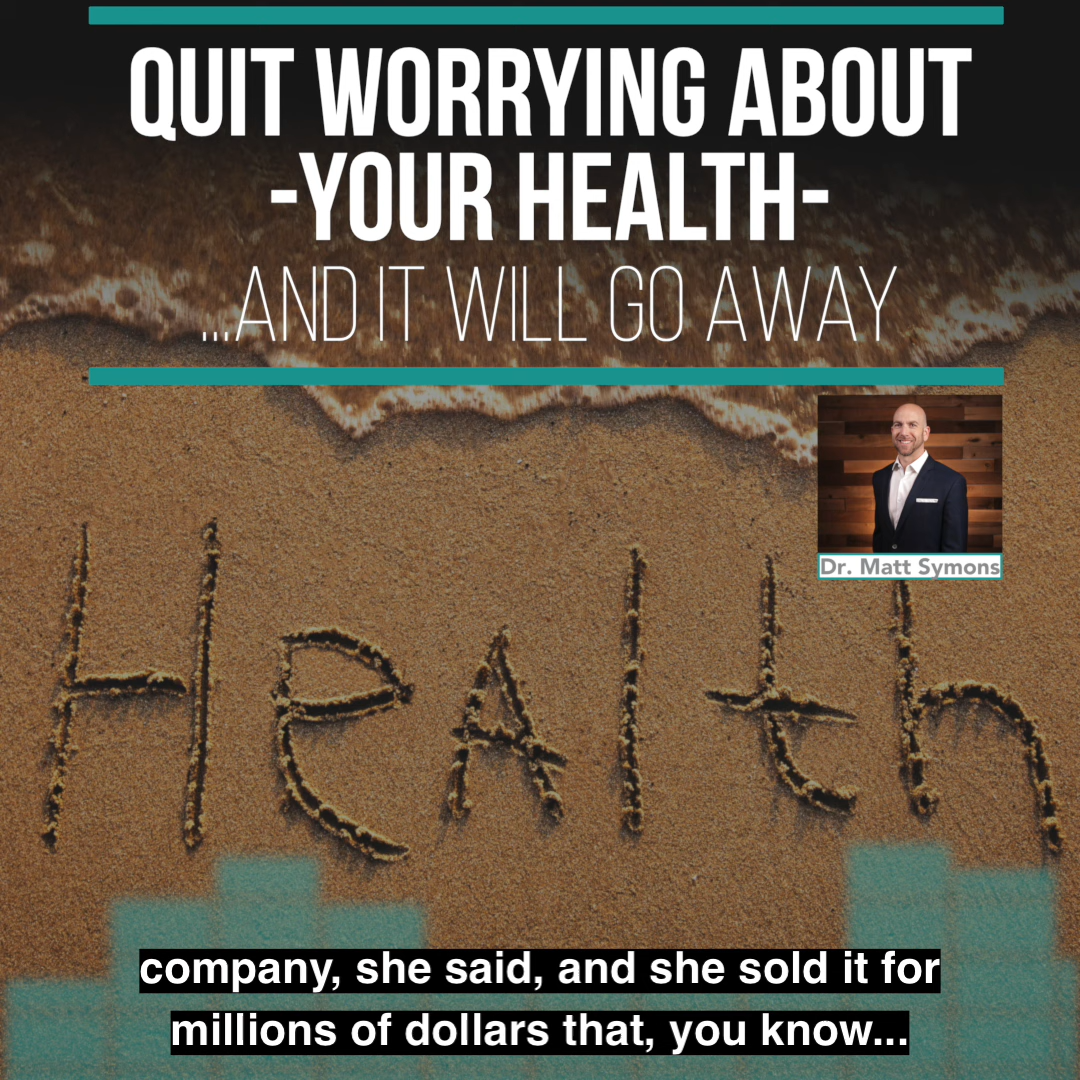 QUIT WORRYING ABOUT
-YOUR HEALTH-
...AND IT WILL GO AWAY
Dr. Matt Symons
HeAlth
company, she said, and she sold it for
millions of dollars that, you know...